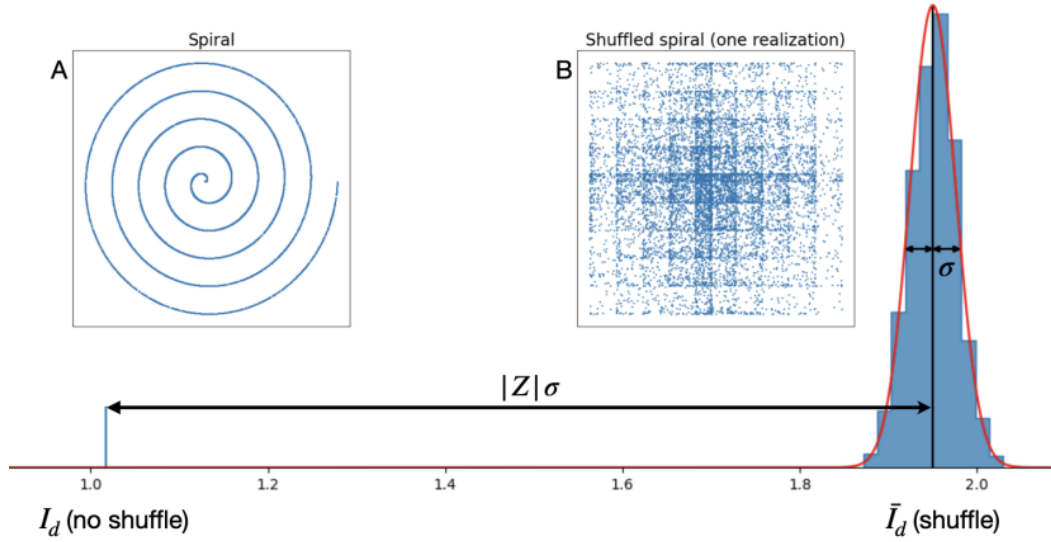 Spiral
Shuffled spiral (one realization)
A
B
σ
|Z|σ
1.0 1.2 1.4 1.6 1.8 2.0
I_d (no shuffle)
Ī_d (shuffle)